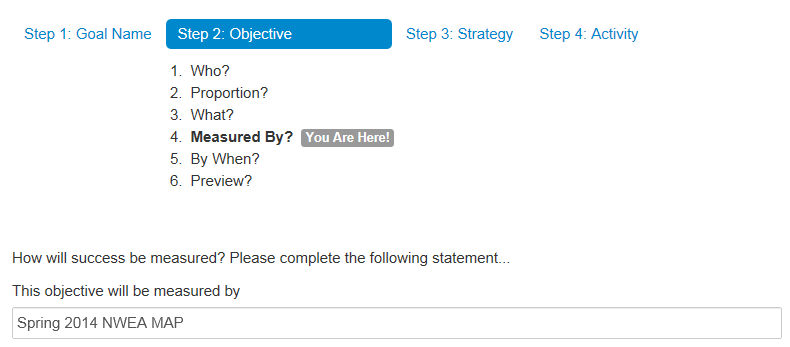 Step 1: Goal Name Step 2: Objective Step 3: Strategy Step 4: Activity
1. Who?
2. Proportion?
3. What?
4. Measured By? You Are Here!
5. By When?
6. Preview?
How will success be measured? Please complete the following statement...
This objective will be measured by
Spring 2014 NWEA MAP